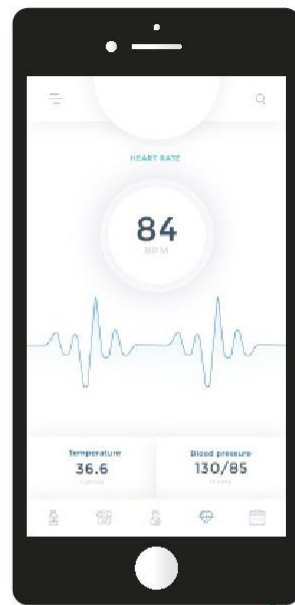 HEART RATE
84
BPM
Temperature
36.6
Blood pressure
130/85